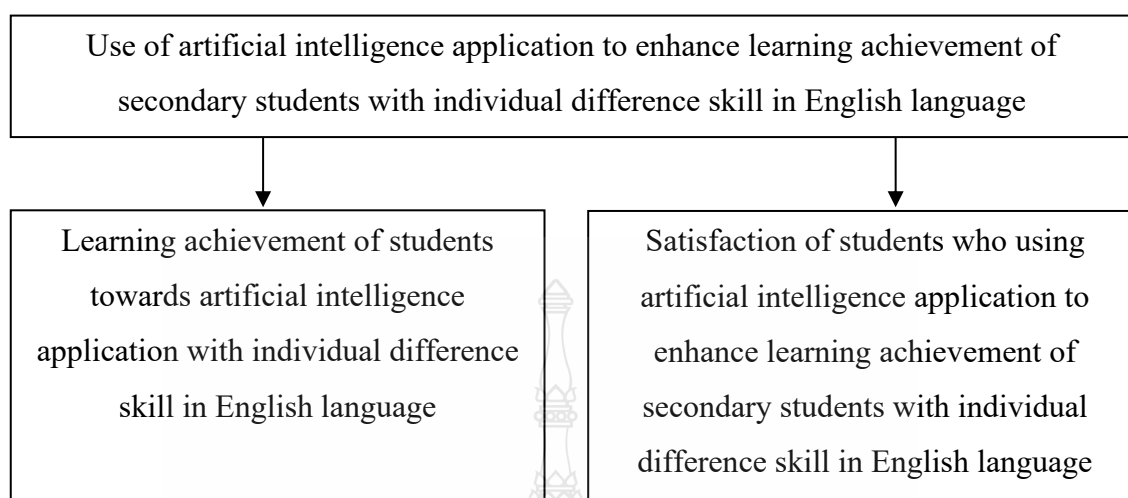 Use of artificial intelligence application to enhance learning achievement of
secondary students with individual difference skill in English language
Learning achievement of students
towards artificial intelligence
application with individual difference
skill in English language
Satisfaction of students who using
artificial intelligence application to
enhance learning achievement of
secondary students with individual
difference skill in English language